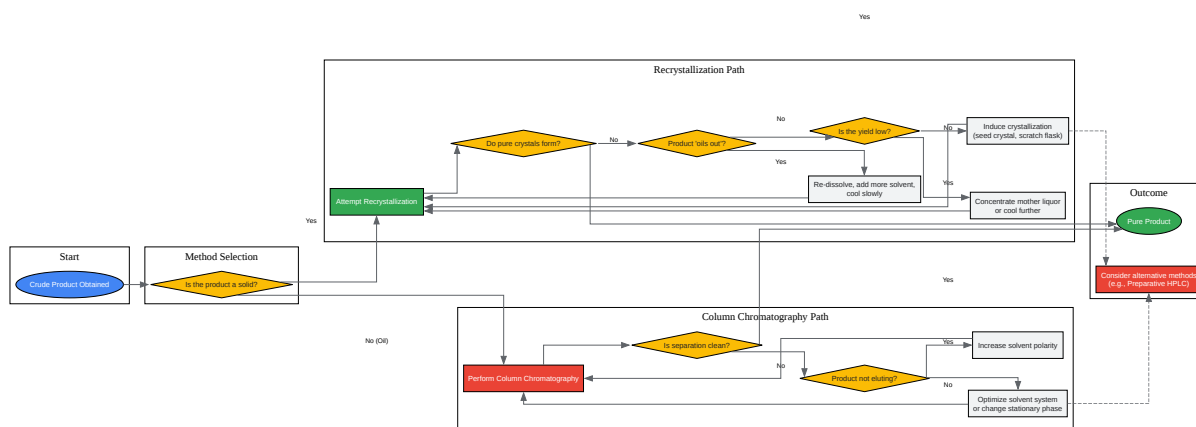 Yes
Recrystallization Path
Do pure crystals form?
No
Product 'oils out'?
No
Yes
Is the yield low?
No
Induce crystallization
(seed crystal, scratch flask)
Re-dissolve, add more solvent,
cool slowly
Yes
Concentrate mother liquor
or cool further
Attempt Recrystallization
Yes
Outcome
Pure Product
Consider alternative methods
(e.g., Preparative HPLC)
Start
Crude Product Obtained
Method Selection
Is the product a solid?
No (Oil)
Yes
Column Chromatography Path
Is separation clean?
No
Perform Column Chromatography
Product not eluting?
Yes
Increase solvent polarity
No
Optimize solvent system
or change stationary phase